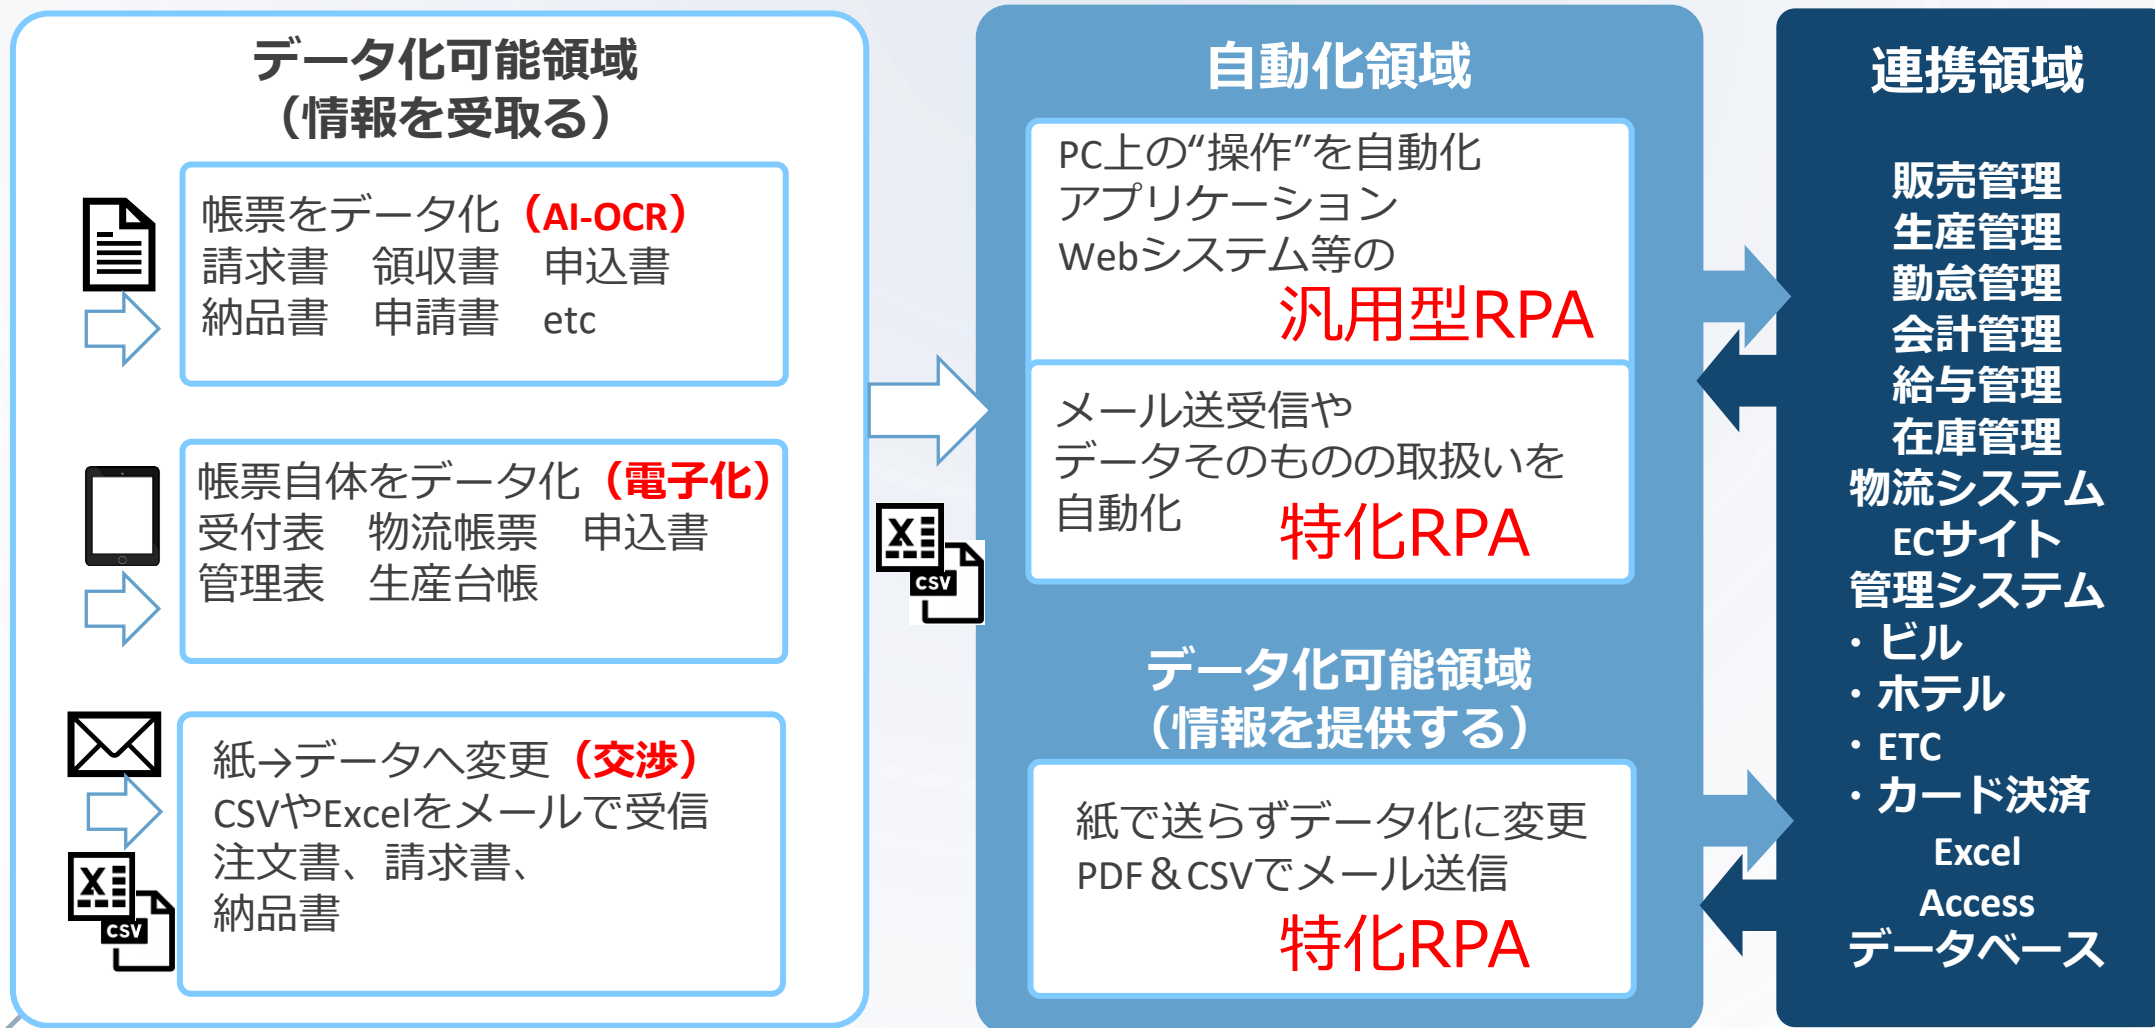 データ化可能領域
（情報を受取る）
帳票をデータ化（AI-OCR）
請求書　領収書　申込書
納品書　申請書　etc
帳票自体をデータ化（電子化）
受付表　物流帳票　申込書
管理表　生産台帳
紙→データへ変更（交渉）
CSVやExcelをメールで受信
注文書、請求書、
納品書
X
CSV
X
CSV
自動化領域
PC上の“操作”を自動化
アプリケーション
Webシステム等の
汎用型RPA
メール送受信や
データそのものの取扱いを
自動化
特化RPA
データ化可能領域
（情報を提供する）
紙で送らずデータ化に変更
PDF＆CSVでメール送信
特化RPA
連携領域
販売管理
生産管理
勤怠管理
会計管理
給与管理
在庫管理
物流システム
ECサイト
管理システム
・ビル
・ホテル
・ETC
・カード決済
Excel
Access
データベース